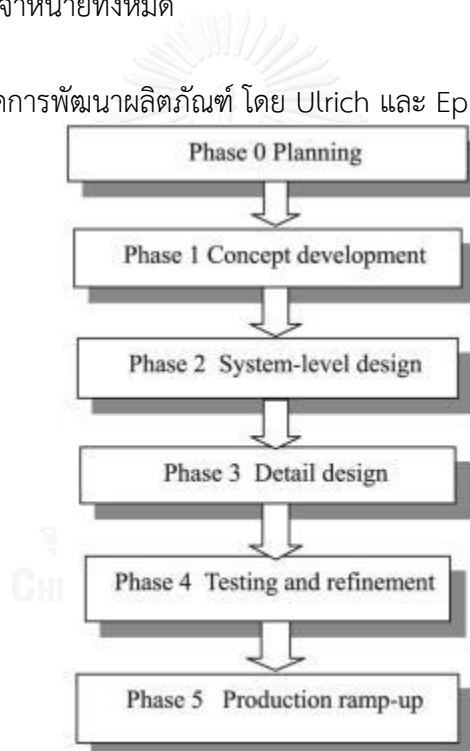 จำหน่ายทั้งหมด
การพัฒนาผลิตภัณฑ์ โดย Ulrich และ Ep
Phase 0 Planning
Phase 1 Concept development
Phase 2 System-level design
Phase 3 Detail design
Phase 4 Testing and refinement
CHI
Phase 5 Production ramp-up